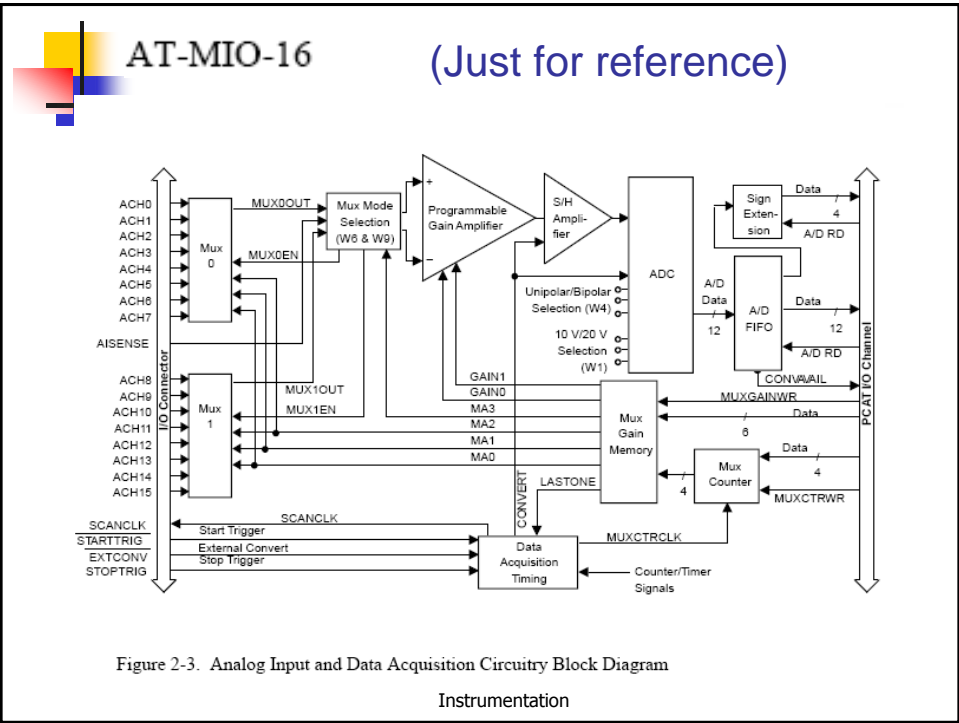 AT-MIO-16
(Just for reference)
ACH0
ACH1
ACH2
ACH3
ACH4
ACH5
ACH6
ACH7
AISENSE
ACH8
ACH9
ACH10
ACH11
ACH12
ACH13
ACH14
ACH15
SCANCLK
STARTTRIG
EXTCONV
STOPTRIG
I/O Connector
Mux
0
Mux
1
MUX0OUT
MUX0EN
MUX1OUT
MUX1EN
Mux Mode
Selection
(W6 & W9)
+
Programmable
Gain Amplifier
−
S/H
Ampli-
fier
ADC
Unipolar/Bipolar
Selection (W4)
10 V/20 V
Selection
(W1)
A/D
Data
/
12
Sign
Exten-
sion
A/D
FIFO
Data
/
4
A/D RD
Data
/
12
A/D RD
CONVAVAIL
MUXGAINWR
Data
/
6
Data
/
4
MUXCTRWR
PC AT I/O Channel
GAIN1
GAIN0
MA3
MA2
MA1
MA0
Mux
Gain
Memory
/
4
Mux
Counter
LASTONE
CONVERT
SCANCLK
Start Trigger
External Convert
Stop Trigger
Data
Acquisition
Timing
MUXCTRCLK
Counter/Timer
Signals
Figure 2-3. Analog Input and Data Acquisition Circuitry Block Diagram
Instrumentation